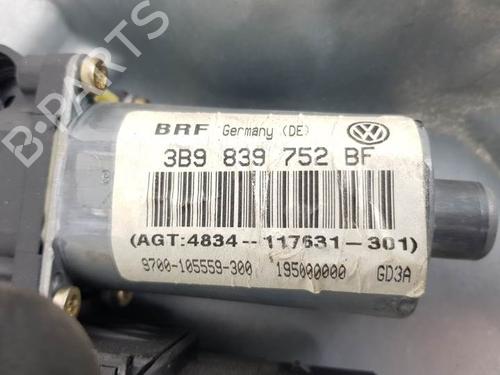 B-PARTS
BRF Germany (DE)
3B9 839 752 BF
(AGT:4834--117631-301)
9700-105559-300 195000000 GD3A